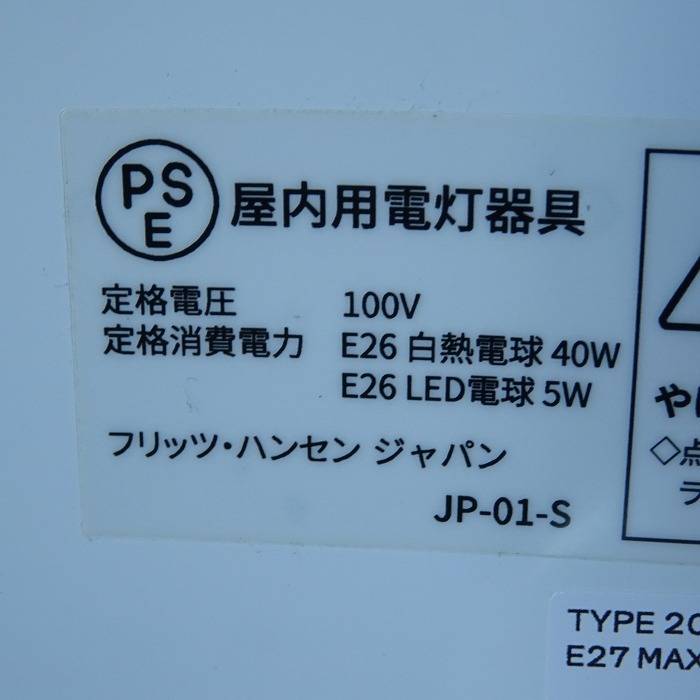 PS
E
屋内用電灯器具
定格電圧 100V
定格消費電力 E26 白熱電球 40W
E26 LED電球 5W
フリッツ・ハンセン ジャパン
JP-01-S
◇点
TYPE
E27 MAX